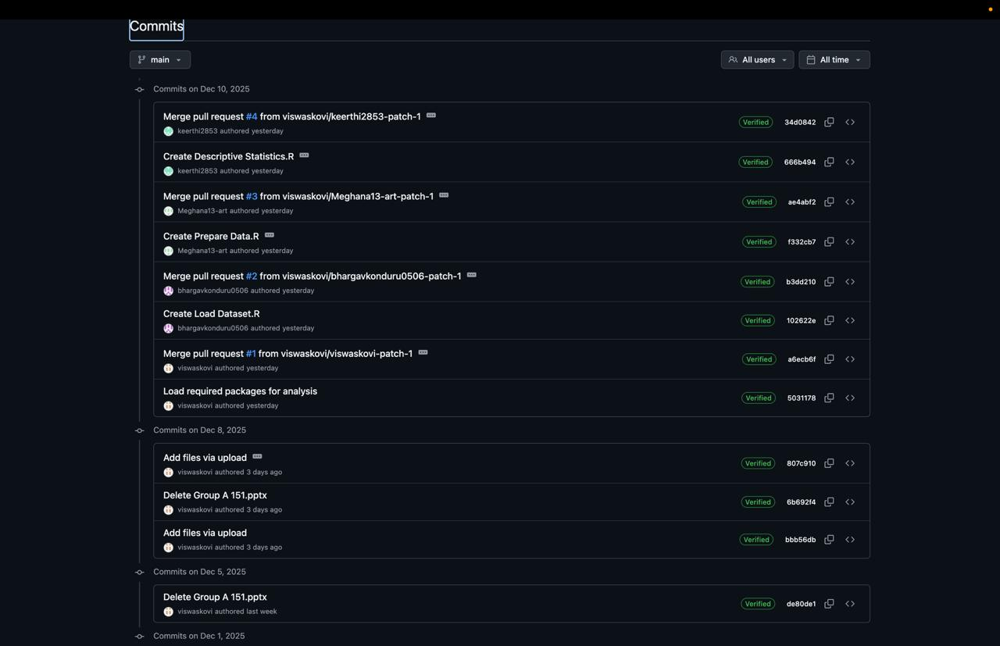 Commits
main
All users
All time
Commits on Dec 10, 2025
Merge pull request #4 from viswaskovi/keerthi2853-patch-1
keerthi2853 authored yesterday
Verified
34d0842
Create Descriptive Statistics.R
keerthi2853 authored yesterday
Verified
666b494
Merge pull request #3 from viswaskovi/Meghana13-art-patch-1
Meghana13-art authored yesterday
Verified
ae4abf2
Create Prepare Data.R
Meghana13-art authored yesterday
Verified
f332cb7
Merge pull request #2 from viswaskovi/bhargavkonduru0506-patch-1
bhargavkonduru0506 authored yesterday
Verified
b3dd210
Create Load Dataset.R
bhargavkonduru0506 authored yesterday
Verified
102622e
Merge pull request #1 from viswaskovi/viswaskovi-patch-1
viswaskovi authored yesterday
Verified
a6ecb6f
Load required packages for analysis
viswaskovi authored yesterday
Verified
5031178
Commits on Dec 8, 2025
Add files via upload
viswaskovi authored 3 days ago
Verified
807c910
Delete Group A 151.pptx
viswaskovi authored 3 days ago
Verified
6b692f4
Add files via upload
viswaskovi authored 3 days ago
Verified
bbb56db
Commits on Dec 5, 2025
Delete Group A 151.pptx
viswaskovi authored last week
Verified
de80de1
Commits on Dec 1, 2025